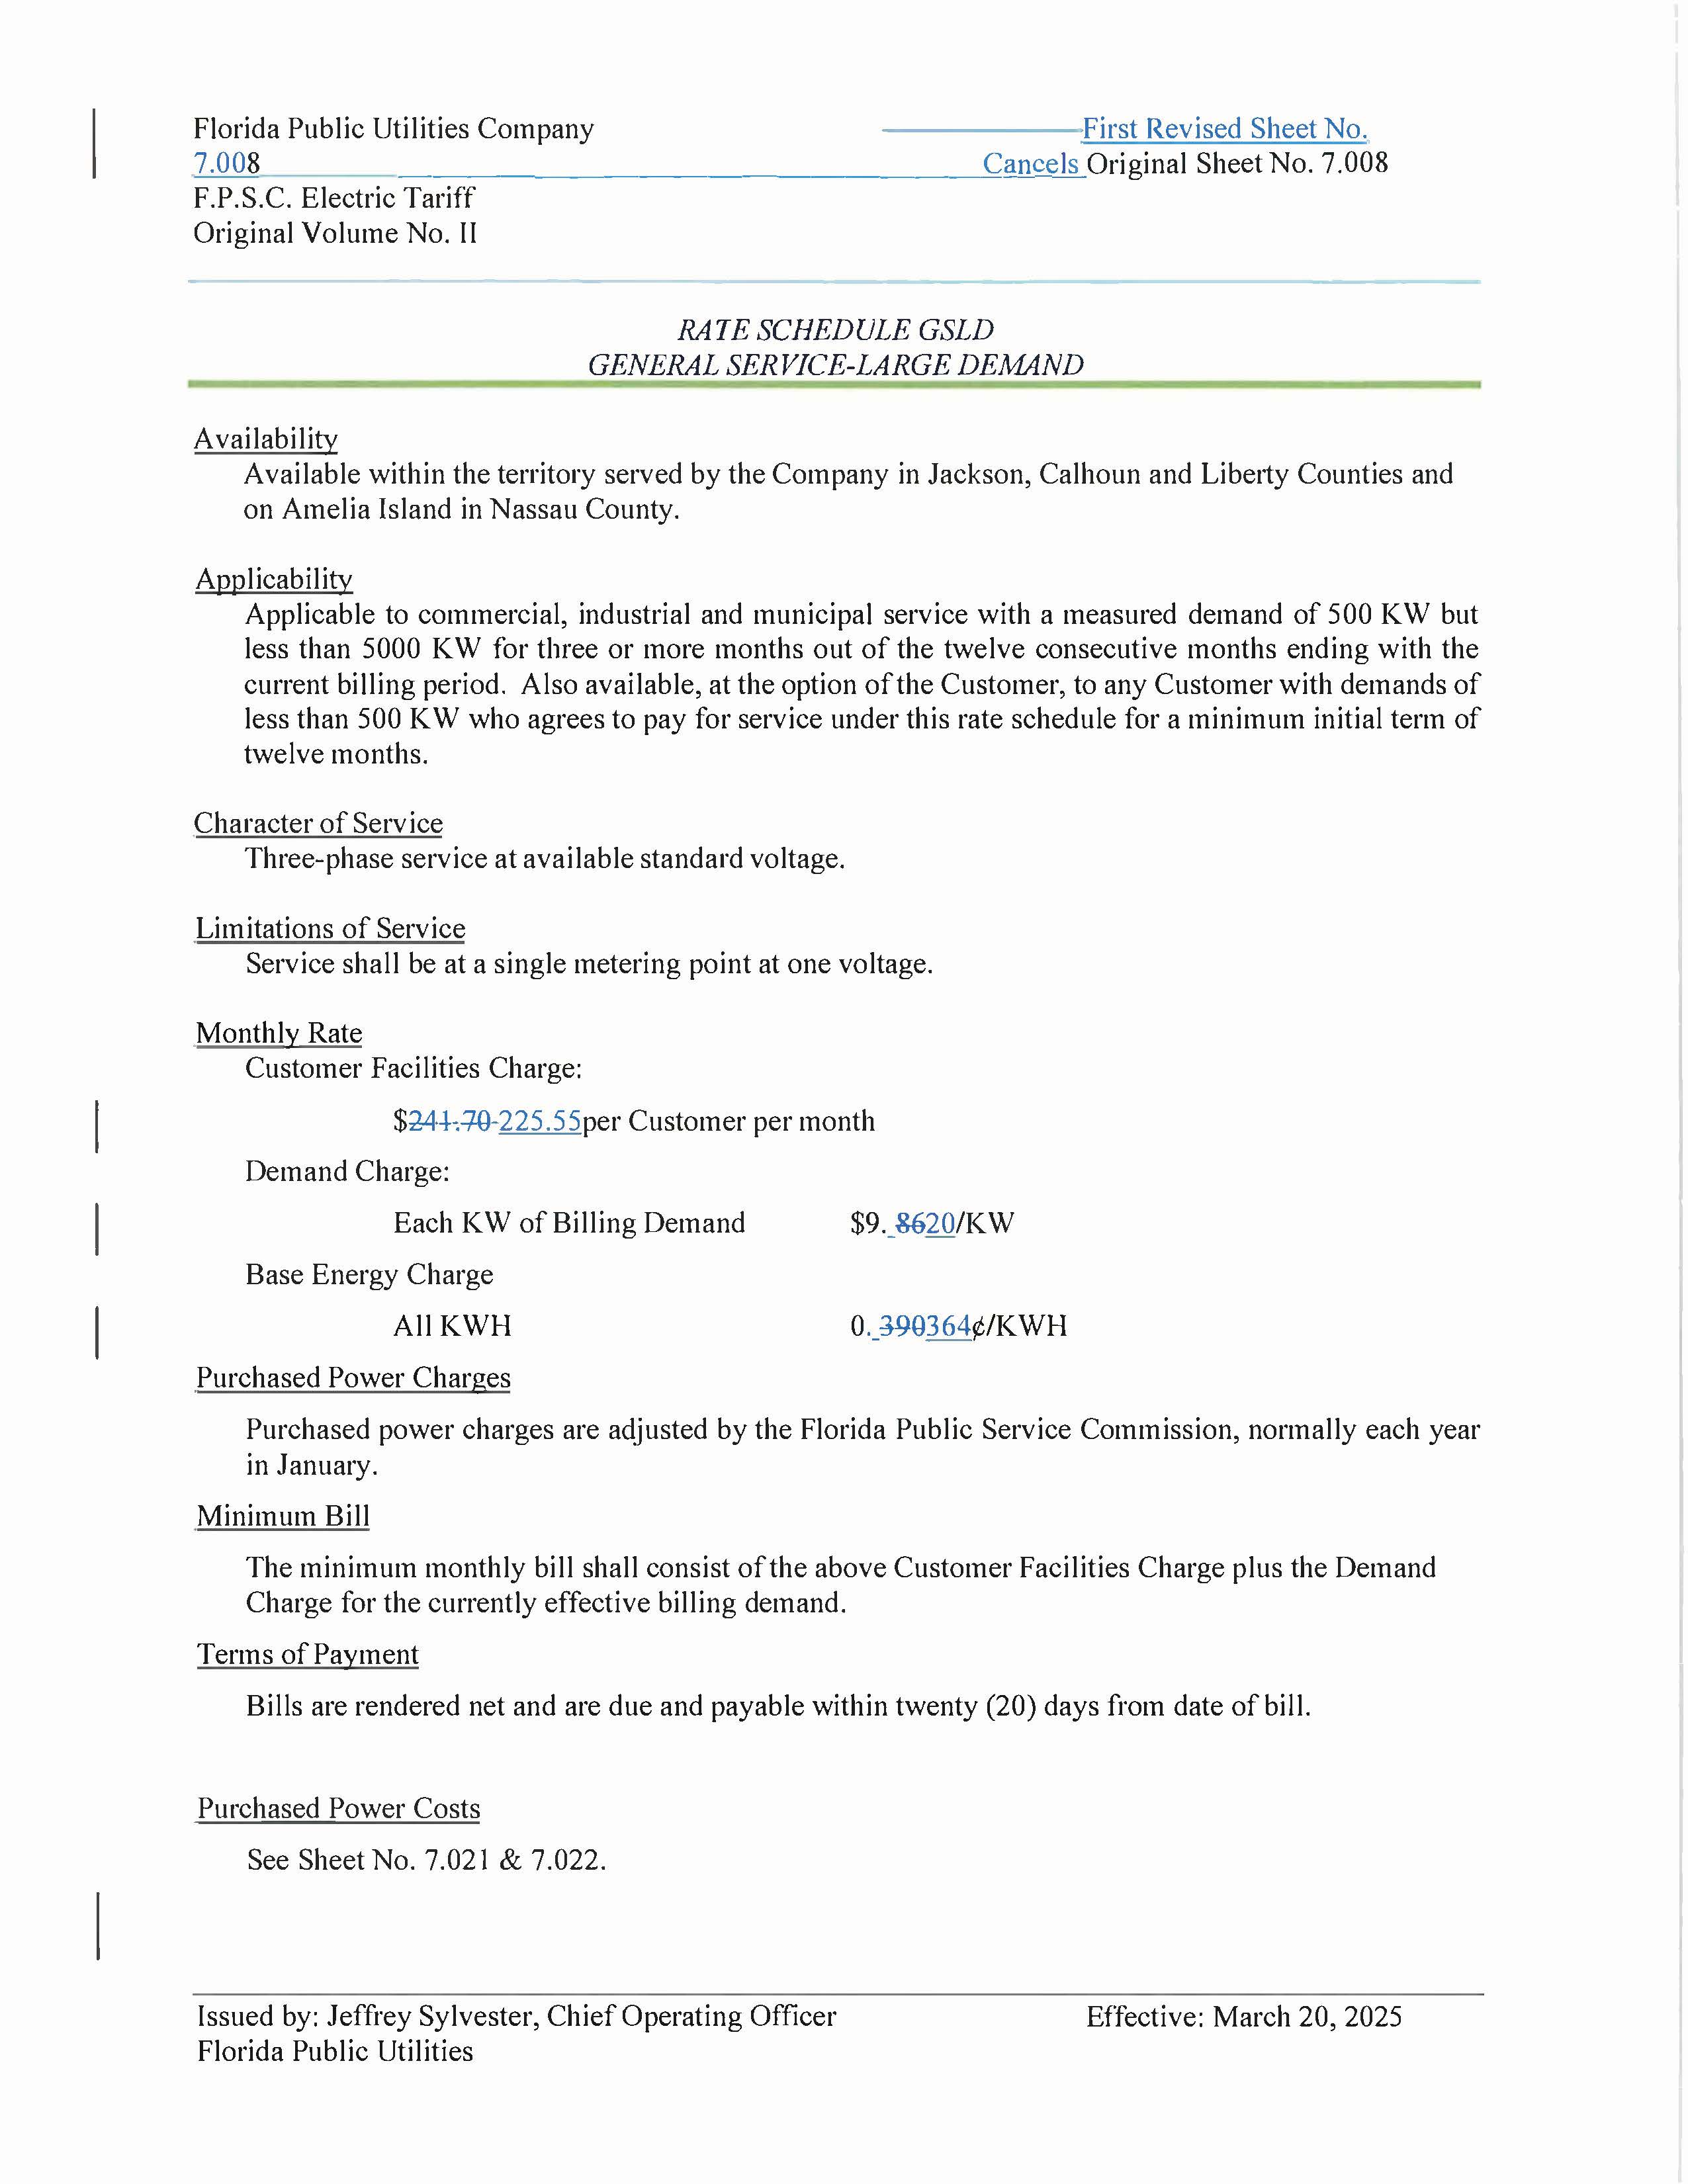 Florida Public Utilities Company First Revised Sheet No.
7.008 Cancels Original Sheet No. 7.008
F.P.S.C. Electric Tariff
Original Volume No. II
RATE SCHEDULE GSLD
GENERAL SERVICE-LARGE DEMAND
Availability
Available within the territory served by the Company in Jackson, Calhoun and Liberty Counties and
on Amelia Island in Nassau County.
Applicability
Applicable to commercial, industrial and municipal service with a measured demand of 500 KW but
less than 5000 KW for three or more months out of the twelve consecutive months ending with the
current billing period. Also available, at the option of the Customer, to any Customer with demands of
less than 500 KW who agrees to pay for service under this rate schedule for a minimum initial term of
twelve months.
Character of Service
Three-phase service at available standard voltage.
Limitations of Service
Service shall be at a single metering point at one voltage.
Monthly Rate
Customer Facilities Charge:
$241.70 225.55per Customer per month
Demand Charge:
Each KW of Billing Demand $9. 8620/KW
Base Energy Charge
All KWH 0. 390364¢/KWH
Purchased Power Charges
Purchased power charges are adjusted by the Florida Public Service Commission, normally each year
in January.
Minimum Bill
The minimum monthly bill shall consist of the above Customer Facilities Charge plus the Demand
Charge for the currently effective billing demand.
Terms of Payment
Bills are rendered net and are due and payable within twenty (20) days from date of bill.
Purchased Power Costs
See Sheet No. 7.021 & 7.022.
Issued by: Jeffrey Sylvester, Chief Operating Officer Effective: March 20, 2025
Florida Public Utilities